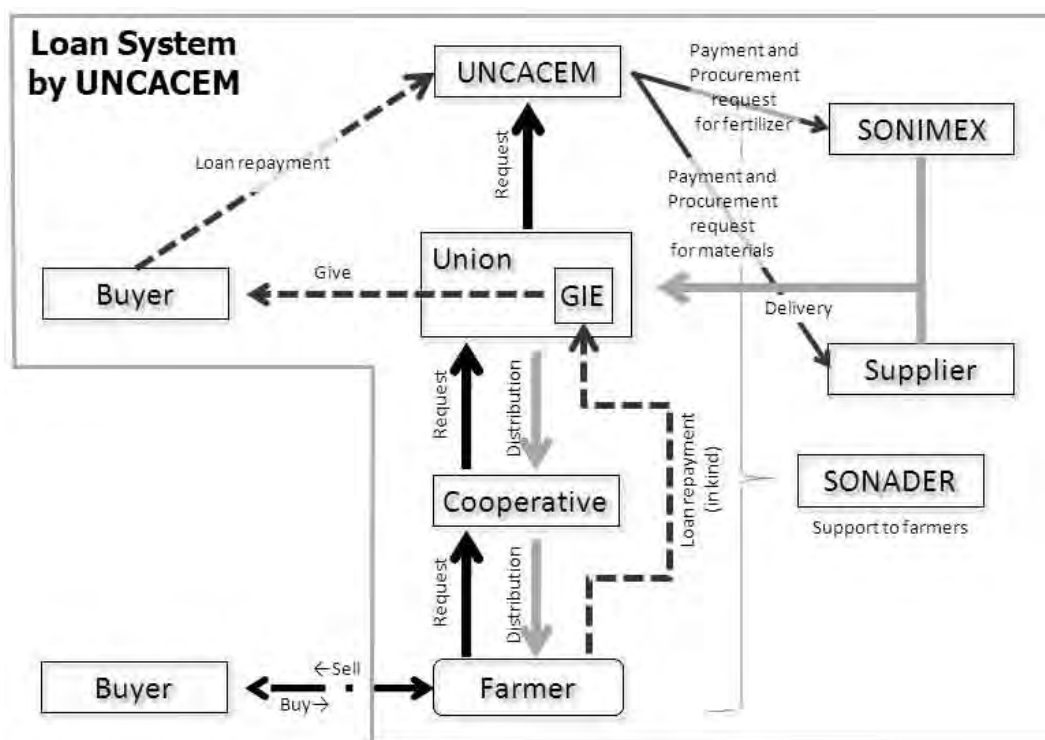 Loan System
by UNCACEM
UNCACEM
Payment and
Procurement
request
for fertilizer
SONIMEX
Loan repayment
Request
Payment and
Procurement
request
for materials
Union
GIE
Give
Buyer
Delivery
Supplier
Request
Distribution
Loan repayment
(in kind)
Cooperative
SONADER
Support to farmers
Request
Distribution
Buyer
←Sell
Buy→
Farmer